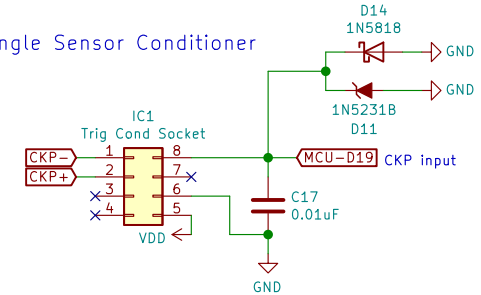 D14
1N5818
ngle Sensor Conditioner
GND
GND
1N5231B
D11
IC1
Trig Cond Socket
CKP- 1 8
MCU-D19 CKP input
CKP+ 2 7
3 6
4 5
C17
0.01uF
VDD
GND